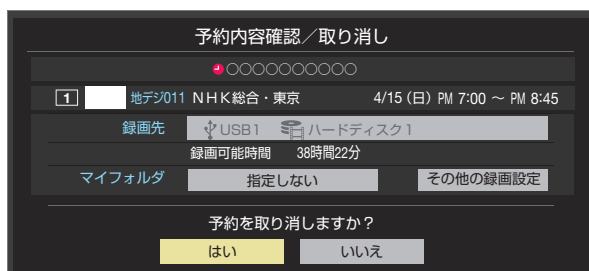 予約内容確認／取り消し
○○○○○○○○○○
1 地デジ011 NHK総合・東京 4/15(日) PM 7:00 ～ PM 8:45
録画先 USB1 ハードディスク1
録画可能時間 38時間22分
マイフォルダ 指定しない その他の録画設定
予約を取り消しますか？
はい いいえ